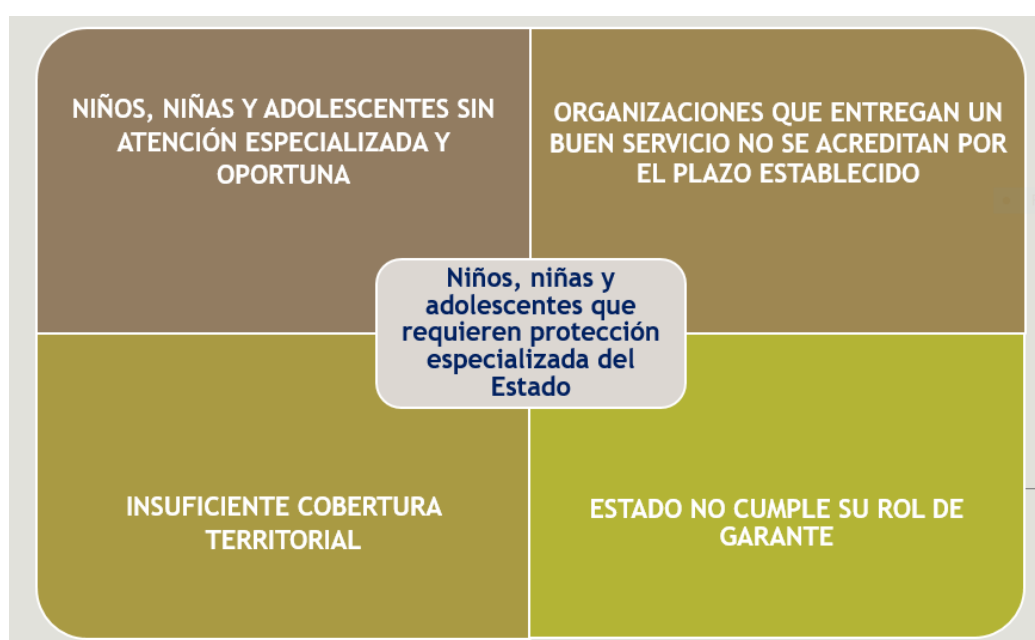 NIÑOS, NIÑAS Y ADOLESCENTES SIN
ATENCIÓN ESPECIALIZADA Y
OPORTUNA
ORGANIZACIONES QUE ENTREGAN UN
BUEN SERVICIO NO SE ACREDITAN POR
EL PLAZO ESTABLECIDO
Niños, niñas y
adolescentes que
requieren protección
especializada del
Estado
INSUFICIENTE COBERTURA
TERRITORIAL
ESTADO NO CUMPLE SU ROL DE
GARANTE